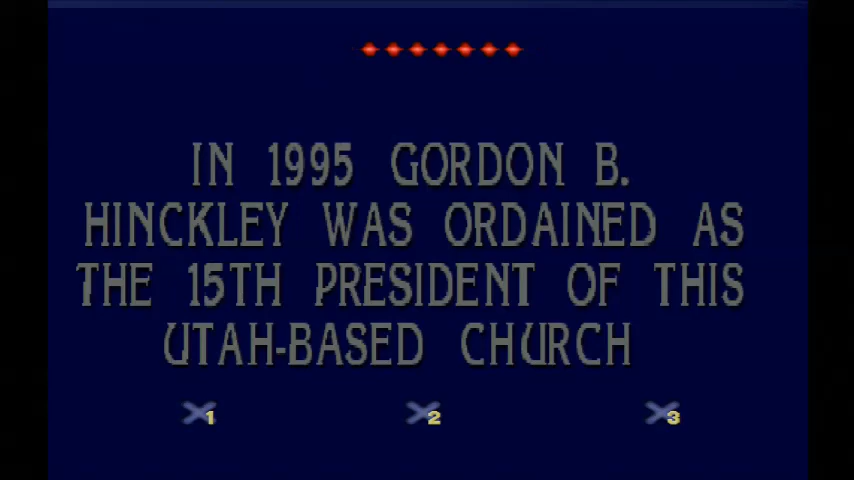 IN 1995 GORDON B.
HINCKLEY WAS ORDAINED AS
THE 15TH PRESIDENT OF THIS
UTAH-BASED CHURCH
1 2 3